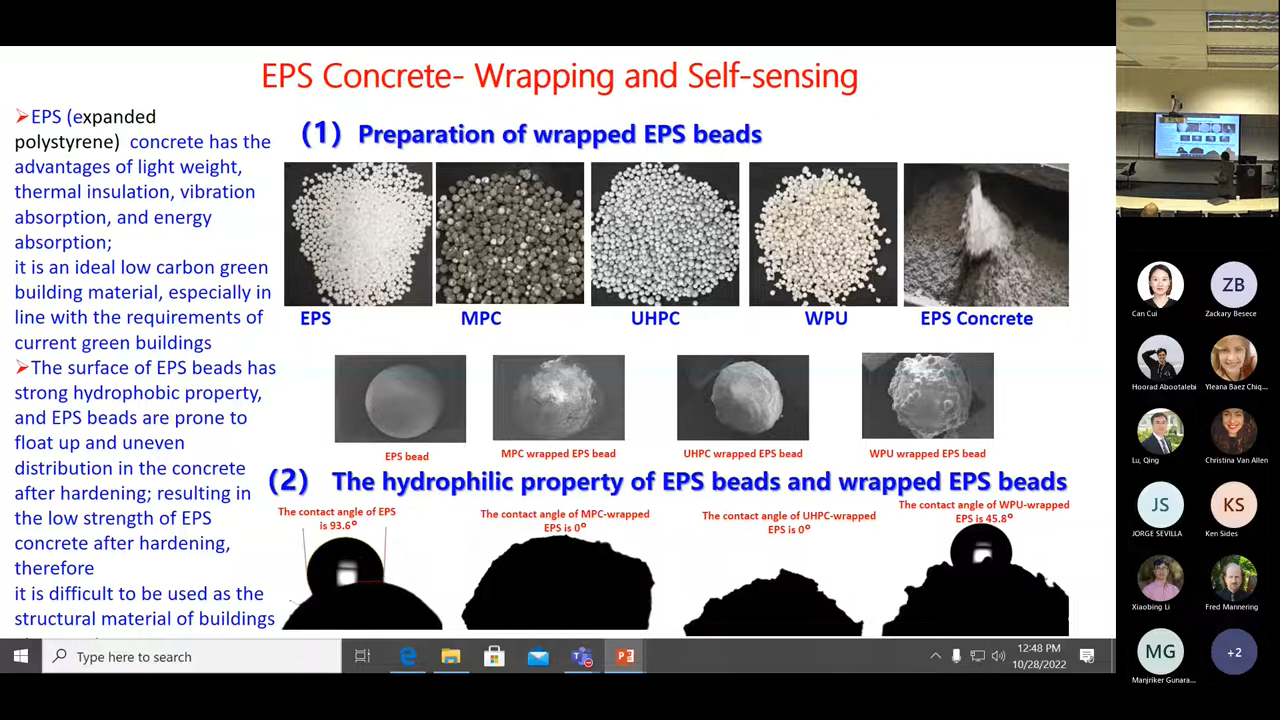 EPS Concrete- Wrapping and Self-sensing
➢EPS (expanded
polystyrene) concrete has the
advantages of light weight,
thermal insulation, vibration
absorption, and energy
absorption;
it is an ideal low carbon green
building material, especially in
line with the requirements of
current green buildings
➢The surface of EPS beads has
strong hydrophobic property,
and EPS beads are prone to
float up and uneven
distribution in the concrete
after hardening; resulting in
the low strength of EPS
concrete after hardening,
therefore
it is difficult to be used as the
structural material of buildings
(1) Preparation of wrapped EPS beads
EPS
MPC
UHPC
WPU
EPS Concrete
EPS bead
MPC wrapped EPS bead
UHPC wrapped EPS bead
WPU wrapped EPS bead
(2) The hydrophilic property of EPS beads and wrapped EPS beads
The contact angle of EPS
is 93.6°
The contact angle of MPC-wrapped
EPS is 0°
The contact angle of UHPC-wrapped
EPS is 0°
The contact angle of WPU-wrapped
EPS is 45.8°
Type here to search
12:48 PM
10/28/2022
Can Cui
ZB
Zackary Besece
Hoorad Abootalebi
Yleana Baez Chiq...
Lu, Qing
Christina Van Allen
JS
JORGE SEVILLA
KS
Ken Sides
Xiaobing Li
Fred Mannering
MG
Manjriker Gunara...
+2